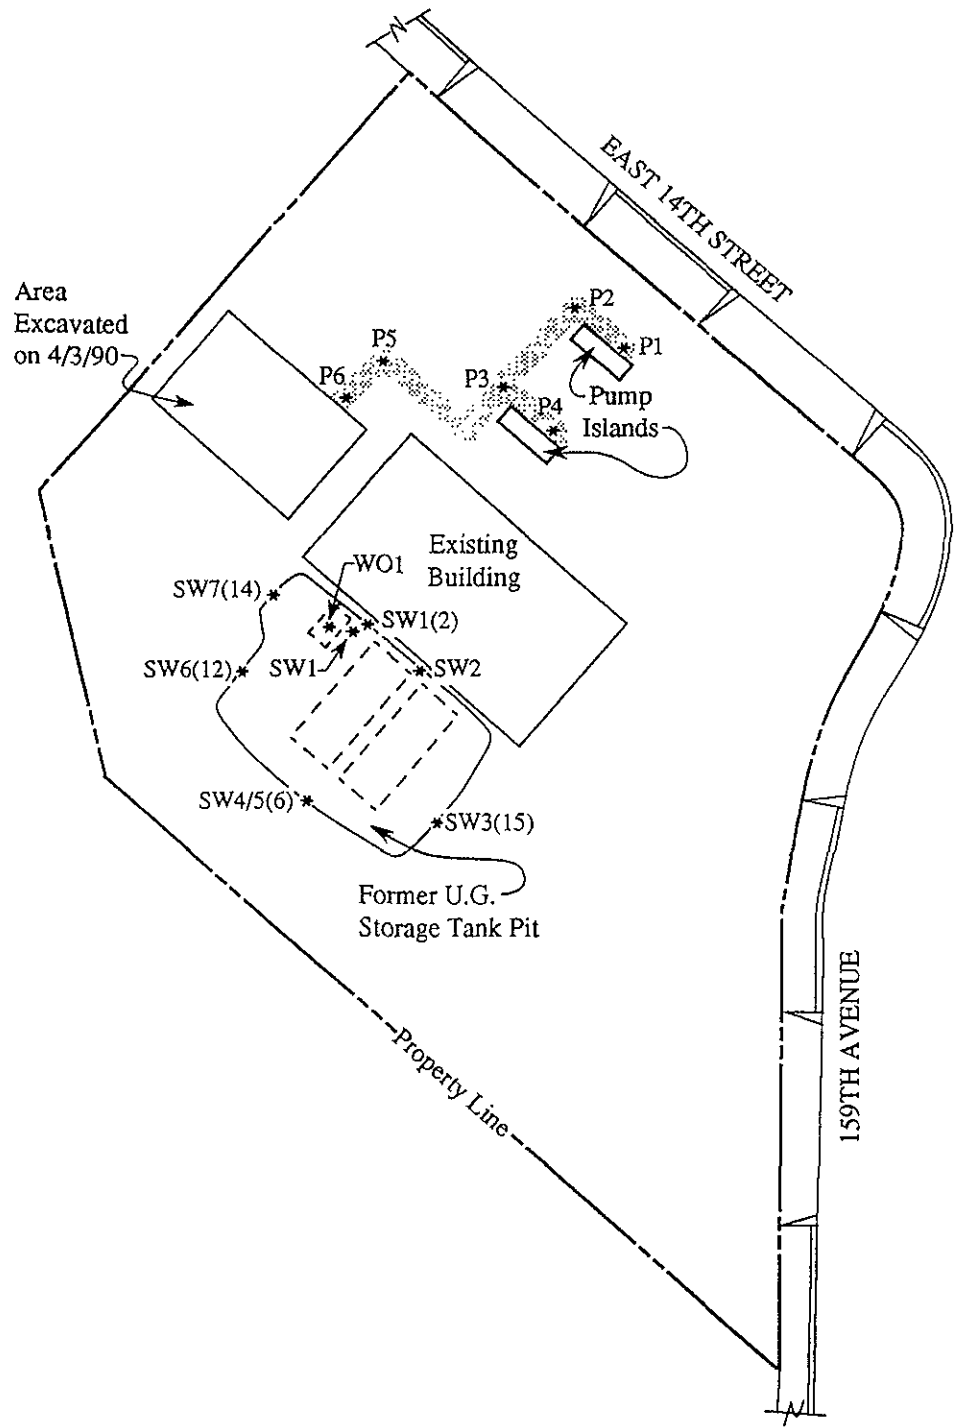 EAST 14TH STREET
Area
Excavated
on 4/3/90
P2
P1
P5
P6
P3
P4
Pump
Islands
Existing
Building
WO1
SW7(14)
SW1(2)
SW1
SW2
SW6(12)
SW4/5(6)
SW3(15)
Former U.G.
Storage Tank Pit
Property Line
159TH AVENUE